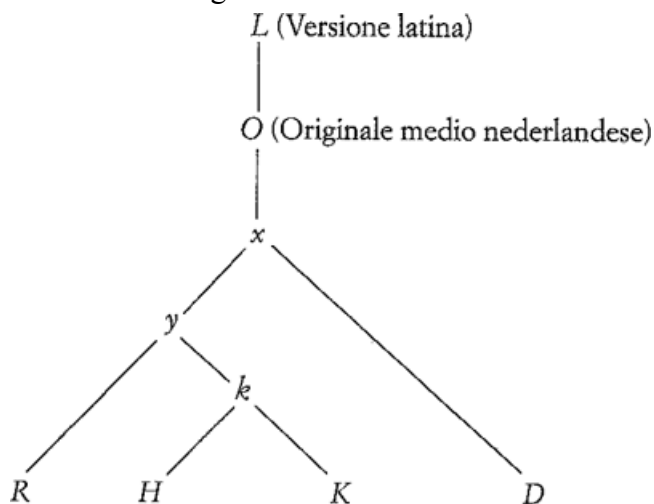 L (Versione latina)
O (Originale medio nederlandese)
x
y
k
R H K D